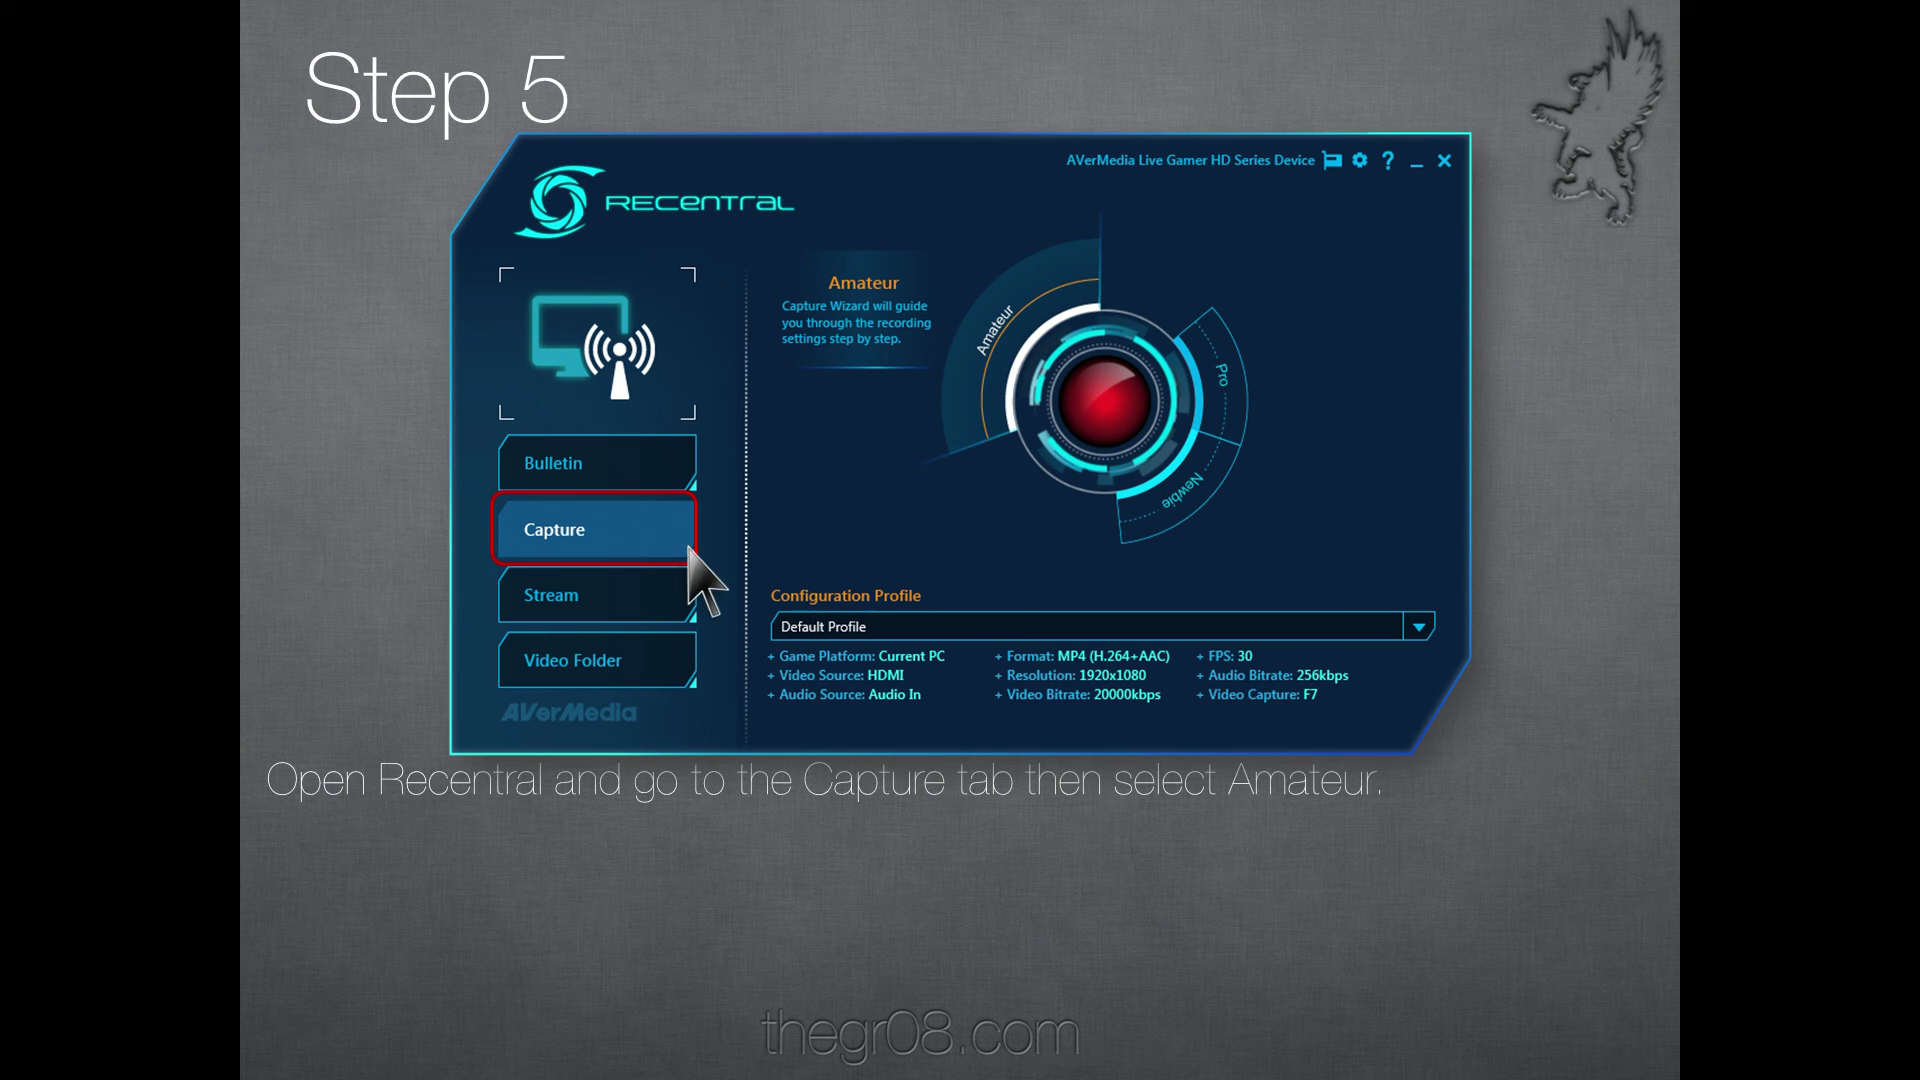 Step 5
AVerMedia Live Gamer HD Series Device
RECentral
Amateur
Capture Wizard will guide
you through the recording
settings step by step.
Amateur
Pro
Newbie
Bulletin
Capture
Stream
Video Folder
AVerMedia
Configuration Profile
Default Profile
+ Game Platform: Current PC + Format: MP4 (H.264+AAC) + FPS: 30
+ Video Source: HDMI + Resolution: 1920x1080 + Audio Bitrate: 256kbps
+ Audio Source: Audio In + Video Bitrate: 20000kbps + Video Capture: F7
Open Recentral and go to the Capture tab then select Amateur.
thegr08.com